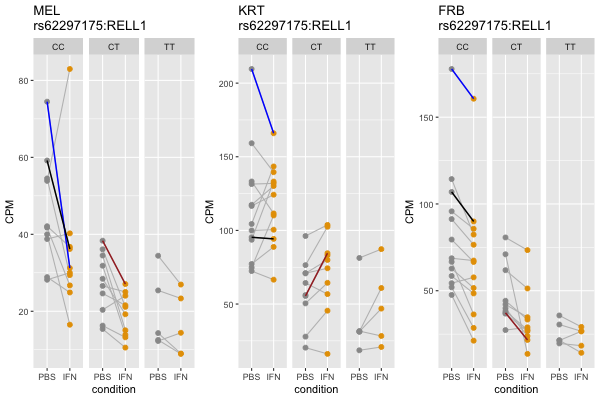 MEL
rs62297175:RELL1
CC CT TT
80
60
40
20
CPM
PBS IFN PBS IFN PBS IFN
condition
KRT
rs62297175:RELL1
CC CT TT
200
150
100
50
CPM
PBS IFN PBS IFN PBS IFN
condition
FRB
rs62297175:RELL1
CC CT TT
150
100
50
CPM
PBS IFN PBS IFN PBS IFN
condition